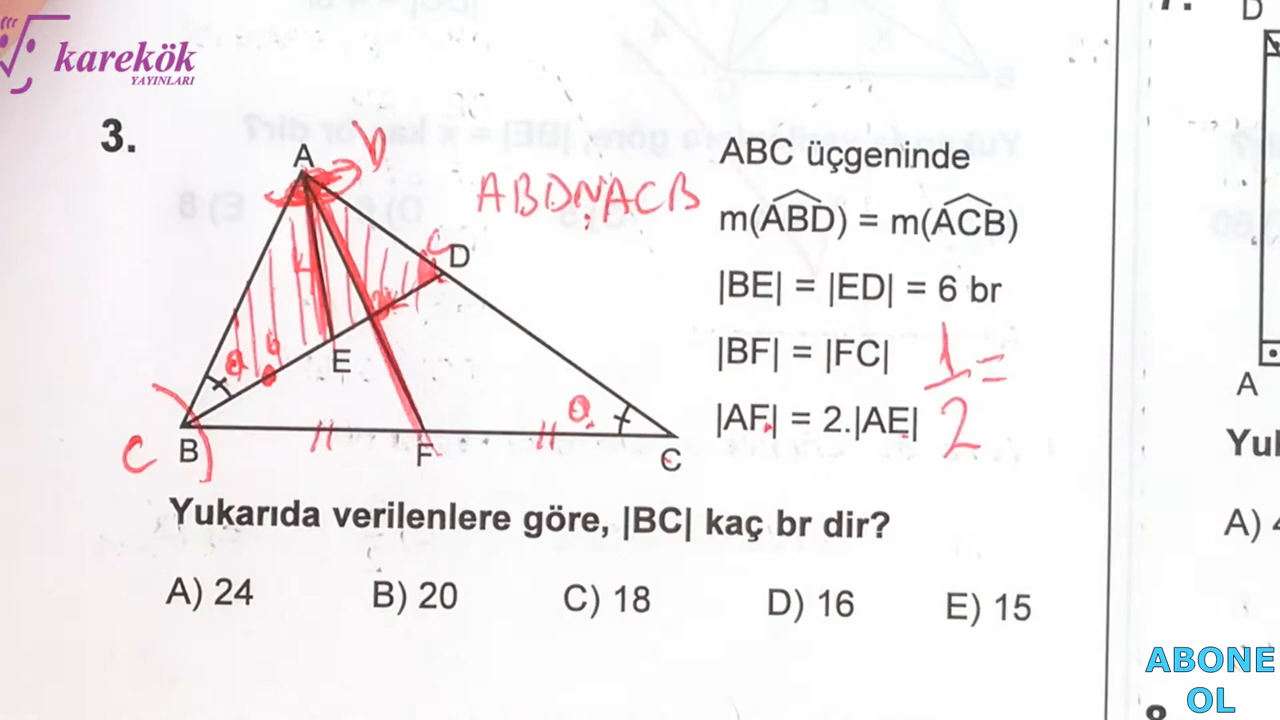 karekök
YAYINLARI
3.
A
b
ABDNACB
c
D
E
B
F
C
c
ABC üçgeninde
m(ABD) = m(ACB)
|BE| = |ED| = 6 br
|BF| = |FC|
|AF| = 2.|AE|
1 =
2
Yukarıda verilenlere göre, |BC| kaç br dir?
A) 24 B) 20 C) 18 D) 16 E) 15
D
A
Yul
A)
ABONE
OL